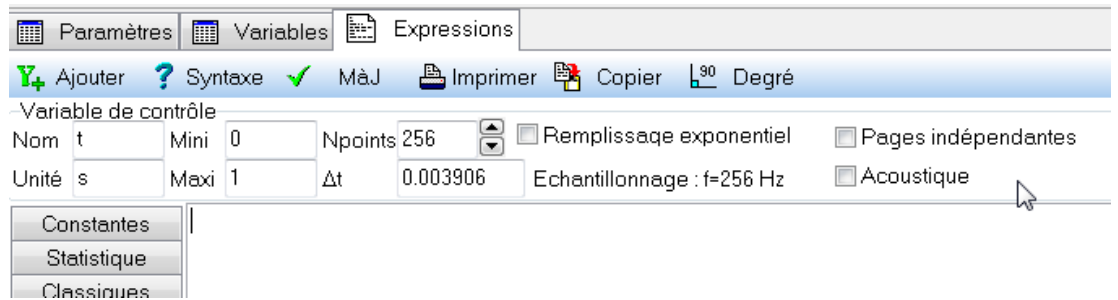 Paramètres Variables Expressions
Ajouter ? Syntaxe MàJ Imprimer Copier 90 Degré
Variable de contrôle
Nom t Mini 0 Npoints 256 Remplissage exponentiel Pages indépendantes
Unité s Maxi 1 Δt 0.003906 Echantillonnage : f=256 Hz Acoustique
Constantes
Statistique
Classiques